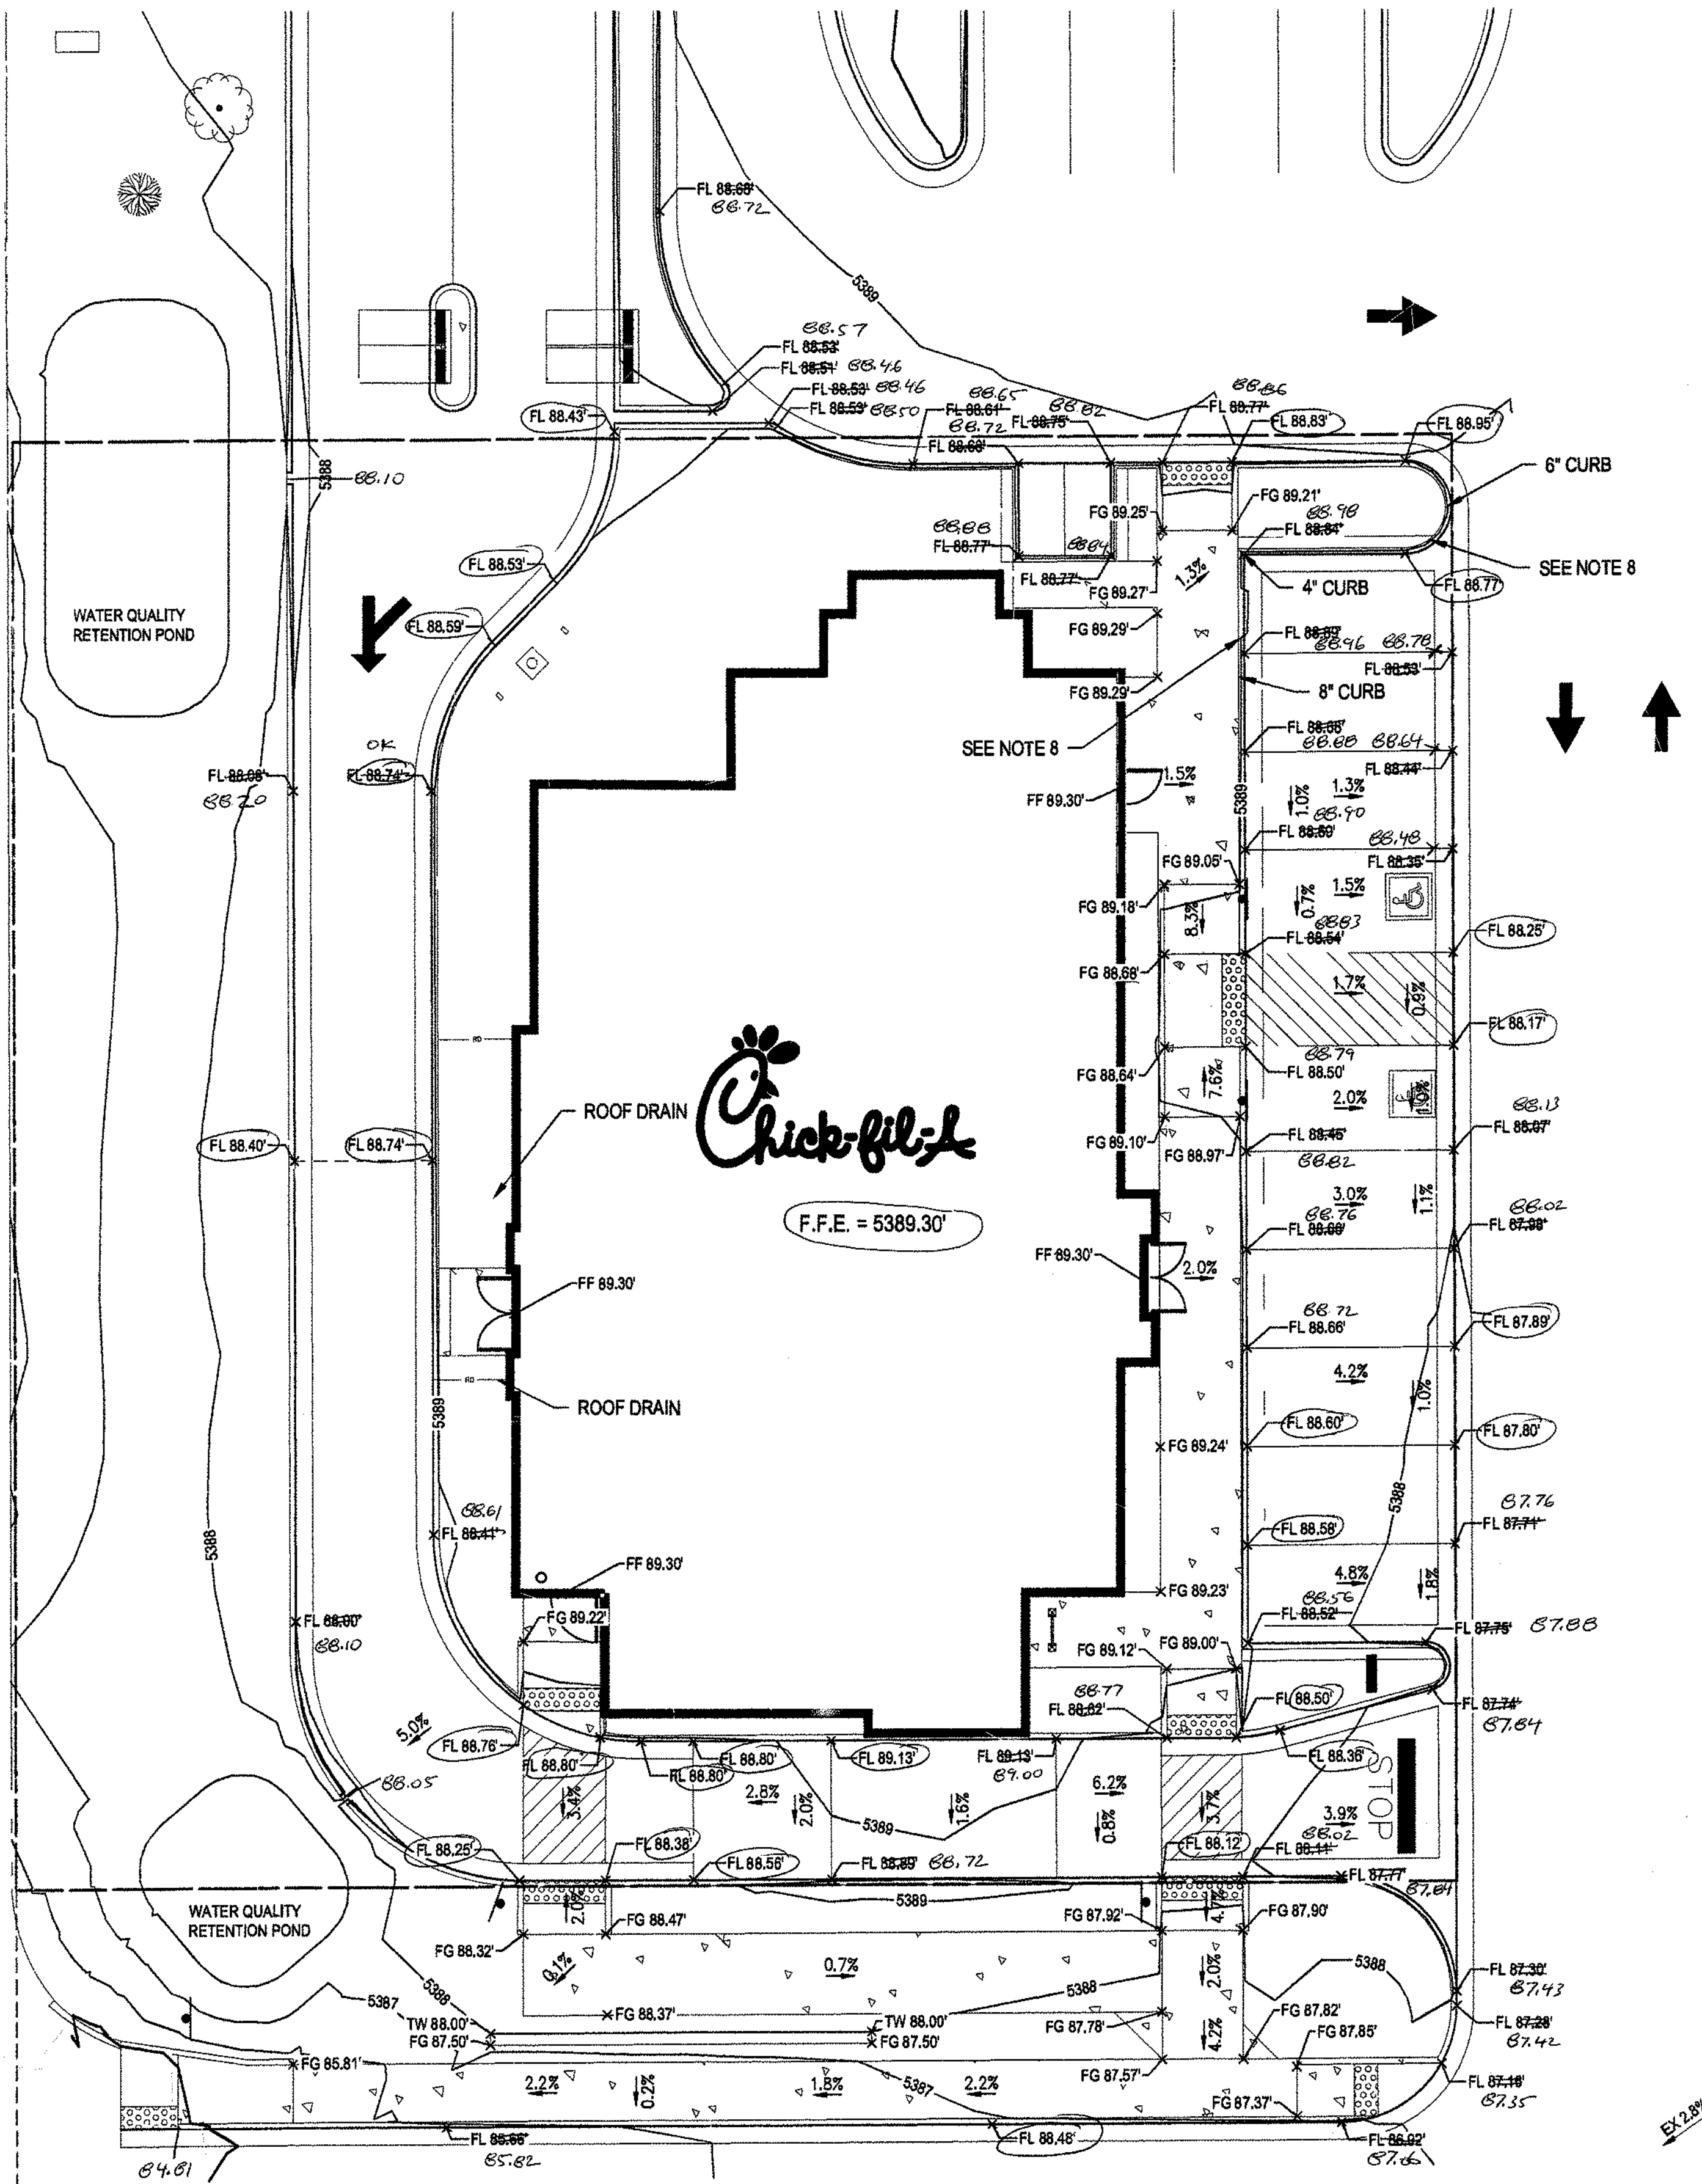 FL 88.68'
88.72
5389
88.57
FL 88.53'
FL 88.51' 88.46
FL 88.53' 88.46
FL 88.53' 88.50
FL 88.43'
88.65
FL 88.61'
88.72
FL 88.68'
88.82
FL 88.75'
88.86
FL 88.77'
FL 88.83'
FL 88.95'
6" CURB
5388
88.10
FG 89.25'
FG 89.21'
88.98
FL 88.84'
88.88
FL 88.77'
88.84
FL 88.77'
FG 89.27'
1.3%
4" CURB
FL 88.77'
SEE NOTE 8
FL 88.53'
FL 88.59'
WATER QUALITY
RETENTION POND
FG 89.29'
FG 89.29'
88.96 88.78
FL 88.53'
8" CURB
SEE NOTE 8
88.88 88.64
FL 88.44'
OK
FL 88.08'
88.20
FL 88.74'
FF 89.30'
1.5%
5389
1.0%
1.3%
88.90
FL 88.59'
88.48
FL 88.35'
FG 89.05'
FG 89.18'
8.3%
0.7%
1.5%
88.83
FL 88.54'
FL 88.25'
FG 88.68'
1.7%
0.9%
FL 88.17'
RD
Chick-fil-A
88.79
FL 88.50'
FG 88.64'
7.6%
2.0%
1.0%
ROOF DRAIN
FL 88.40'
FL 88.74'
FG 89.10'
FG 88.97'
FL 88.45'
88.82
88.13
FL 88.07'
F.F.E. = 5389.30'
3.0%
1.1%
88.76
88.02
FL 87.98'
FF 89.30'
FF 89.30'
2.0%
88.72
FL 88.66'
FL 87.89'
RD
ROOF DRAIN
4.2%
1.0%
5389
FG 89.24'
FL 88.60'
FL 87.80'
88.61
FL 88.41'
5388
5388
FL 88.58'
87.76
FL 87.71'
FF 89.30'
FG 89.23'
4.8%
1.8%
88.56
FL 88.52'
FL 87.75' 87.88
FL 88.00'
88.10
FG 89.22'
FG 89.12'
FG 89.00'
88.77
FL 88.62'
FL 88.50'
FL 87.74'
87.84
5.0%
FL 88.76'
FL 88.80'
FL 88.80'
FL 88.80'
FL 89.13'
FL 89.13'
89.00
FL 88.36'
STOP
88.05
3.4%
2.8%
2.0%
5389
1.6%
6.2%
0.8%
3.7%
3.9%
88.02
FL 88.11'
FL 88.25'
FL 88.38'
FL 88.56'
FL 88.89' 88.72
FL 88.12'
FL 87.77'
87.84
WATER QUALITY
RETENTION POND
5389
2.0%
FG 88.32'
FG 88.47'
FG 87.92'
4.7%
FG 87.90'
0.1%
0.7%
5388
2.0%
5388
FL 87.30'
87.43
5387
5388
FG 88.37'
TW 88.00'
FG 87.50'
TW 88.00'
FG 87.50'
FG 87.78'
FG 87.82'
FG 87.85'
FL 87.28'
87.42
4.2%
FG 85.81'
FG 87.57'
2.2%
0.2%
1.8%
5387
2.2%
FG 87.37'
FL 87.18'
87.35
FL 85.66'
85.82
84.81
FL 88.48'
FL 86.92'
EX 2.8%